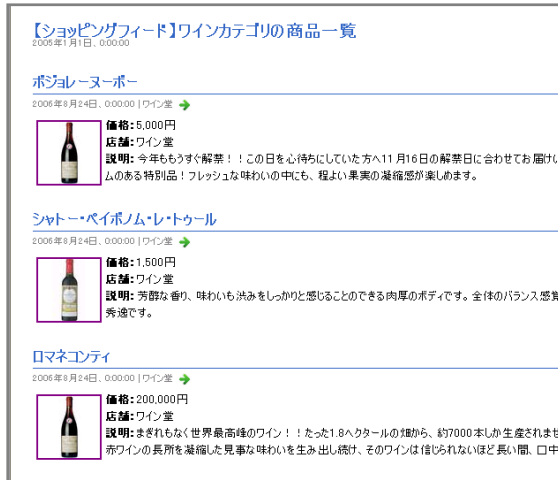 【ショッピングフィード】ワインカテゴリの商品一覧
2005年1月1日、0:00:00
ボジョレーヌーボー
2006年8月24日、0:00:00 | ワイン堂
価格:5,000円
店舗:ワイン堂
説明: 今年ももうすぐ解禁！！この日を心待ちにしていた方へ11月16日の解禁日に合わせてお届けし
ムのある特別品！フレッシュな味わいの中にも、程よい果実の凝縮感が楽しめます。
シャトー・ペイボノム・レ・トゥール
2006年8月24日、0:00:00 | ワイン堂
価格:1,500円
店舗:ワイン堂
説明: 芳醇な香り、味わいも渋みをしっかりと感じることのできる肉厚のボディです。全体のバランス感覚
秀逸です。
ロマネコンティ
2006年8月24日、0:00:00 | ワイン堂
価格:200,000円
店舗:ワイン堂
説明:まぎれもなく世界最高峰のワイン！！たった1.8ヘクタールの畑から、約7000本しか生産されませ
赤ワインの長所を凝縮した見事な味わいを生み出し続け、そのワインは信じられないほど長い間、口中